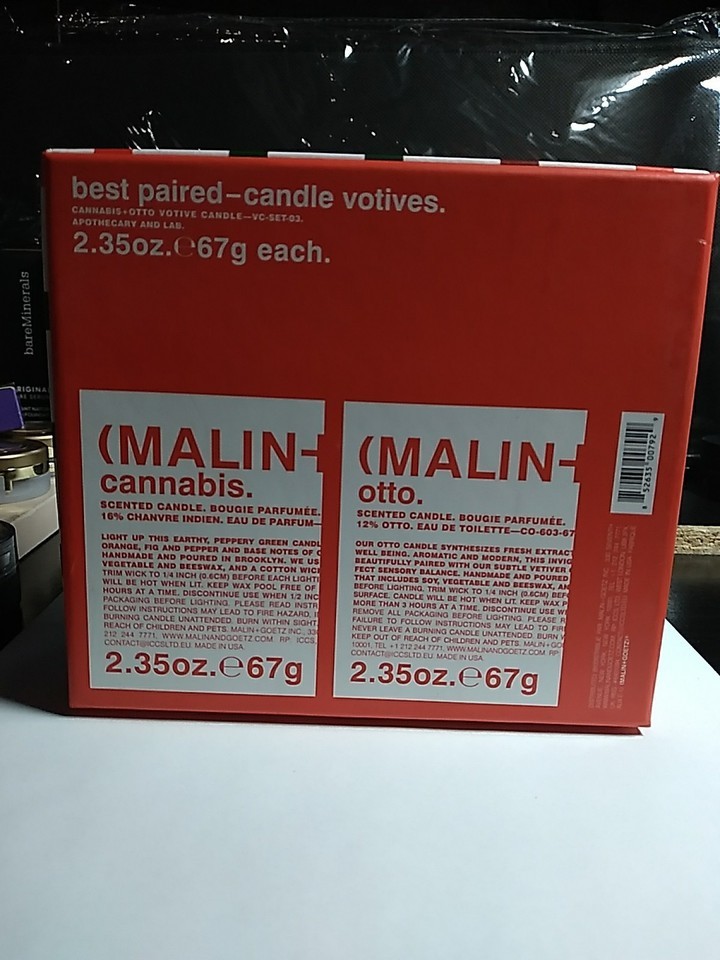 best paired–candle votives.
CANNABIS+OTTO VOTIVE CANDLE—VC-SET-03.
APOTHECARY AND LAB.
2.35oz.℮67g each.
bareMinerals
(MALIN+
cannabis.
SCENTED CANDLE. BOUGIE PARFUMÉE.
16% CHANVRE INDIEN. EAU DE PARFUM—
LIGHT UP THIS EARTHY, PEPPERY GREEN CANDL
ORANGE, FIG AND PEPPER AND BASE NOTES OF
HANDMADE AND POURED IN BROOKLYN. WE US
VEGETABLE AND BEESWAX, AND A COTTON WICK
TRIM WICK TO 1/4 INCH (0.6CM) BEFORE EACH LIGHTI
WILL BE HOT WHEN LIT. KEEP WAX POOL FREE OF
HOURS AT A TIME. DISCONTINUE USE WHEN 1/2 INC
PACKAGING BEFORE LIGHTING. PLEASE READ INSTR
FOLLOW INSTRUCTIONS MAY LEAD TO FIRE HAZARD,
BURNING CANDLE UNATTENDED. BURN WITHIN SIGHT
REACH OF CHILDREN AND PETS. MALIN+GOETZ INC.,
212 244 7771, WWW.MALINANDGOETZ.COM RP: ICCS,
CONTACT@ICCSLTD.EU. MADE IN USA.
2.35oz.℮67g
(MALIN+
otto.
SCENTED CANDLE. BOUGIE PARFUMÉE.
12% OTTO. EAU DE TOILETTE—CO-603-67
OUR OTTO CANDLE SYNTHESIZES FRESH EXTRACT
WELL BEING. AROMATIC AND MODERN, THIS INVIG
BEAUTIFULLY PAIRED WITH OUR SUBTLE VETIVER
FECT SENSORY BALANCE. HANDMADE AND POURED
THAT INCLUDES SOY, VEGETABLE AND BEESWAX, AN
BEFORE LIGHTING, TRIM WICK TO 1/4 INCH (0.6CM) BEF
SURFACE. CANDLE WILL BE HOT WHEN LIT. KEEP WAX P
MORE THAN 3 HOURS AT A TIME. DISCONTINUE USE W
REMOVE ALL PACKAGING BEFORE LIGHTING. PLEASE R
FAILURE TO FOLLOW INSTRUCTIONS MAY LEAD TO FIR
NEVER LEAVE A BURNING CANDLE UNATTENDED. BURN W
KEEP OUT OF REACH OF CHILDREN AND PETS. MALIN+GO
10001, TEL +1 212 244 7771, WWW.MALINANDGOETZ.COM RP:
CONTACT@ICCSLTD.EU. MADE IN USA.
2.35oz.℮67g
8 52635 00792 9
(MALIN+GOETZ)